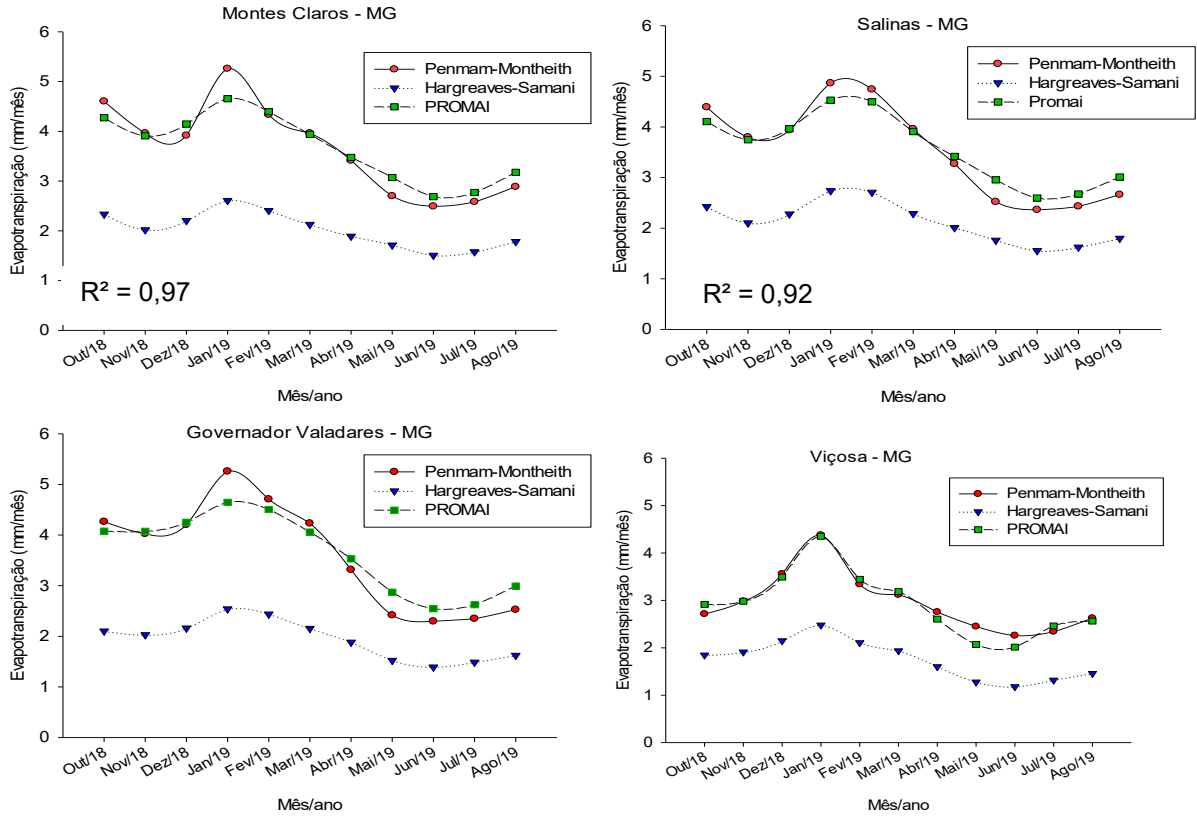 Montes Claros - MG
Evapotranspiração (mm/mês)
6
5
4
3
2
1
0
Penmam-Montheith
Hargreaves-Samani
PROMAI
R² = 0,97
Out/18
Nov/18
Dez/18
Jan/19
Fev/19
Mar/19
Abr/19
Mai/19
Jun/19
Jul/19
Ago/19
Mês/ano
Salinas - MG
Evapotranspiração (mm/mês)
6
5
4
3
2
1
0
Penmam-Montheith
Hargreaves-Samani
Promai
R² = 0,92
Out/18
Nov/18
Dez/18
Jan/19
Fev/19
Mar/19
Abr/19
Mai/19
Jun/19
Jul/19
Ago/19
Mês/ano
Governador Valadares - MG
Evapotranspiração (mm/mês)
6
5
4
3
2
1
0
Penmam-Montheith
Hargreaves-Samani
PROMAI
Out/18
Nov/18
Dez/18
Jan/19
Fev/19
Mar/19
Abr/19
Mai/19
Jun/19
Jul/19
Ago/19
Mês/ano
Viçosa - MG
Evapotranspiração (mm/mês)
6
5
4
3
2
1
0
Penmam-Montheith
Hargreaves-Samani
PROMAI
Out/18
Nov/18
Dez/18
Jan/19
Fev/19
Mar/19
Abr/19
Mai/19
Jun/19
Jul/19
Ago/19
Mês/ano